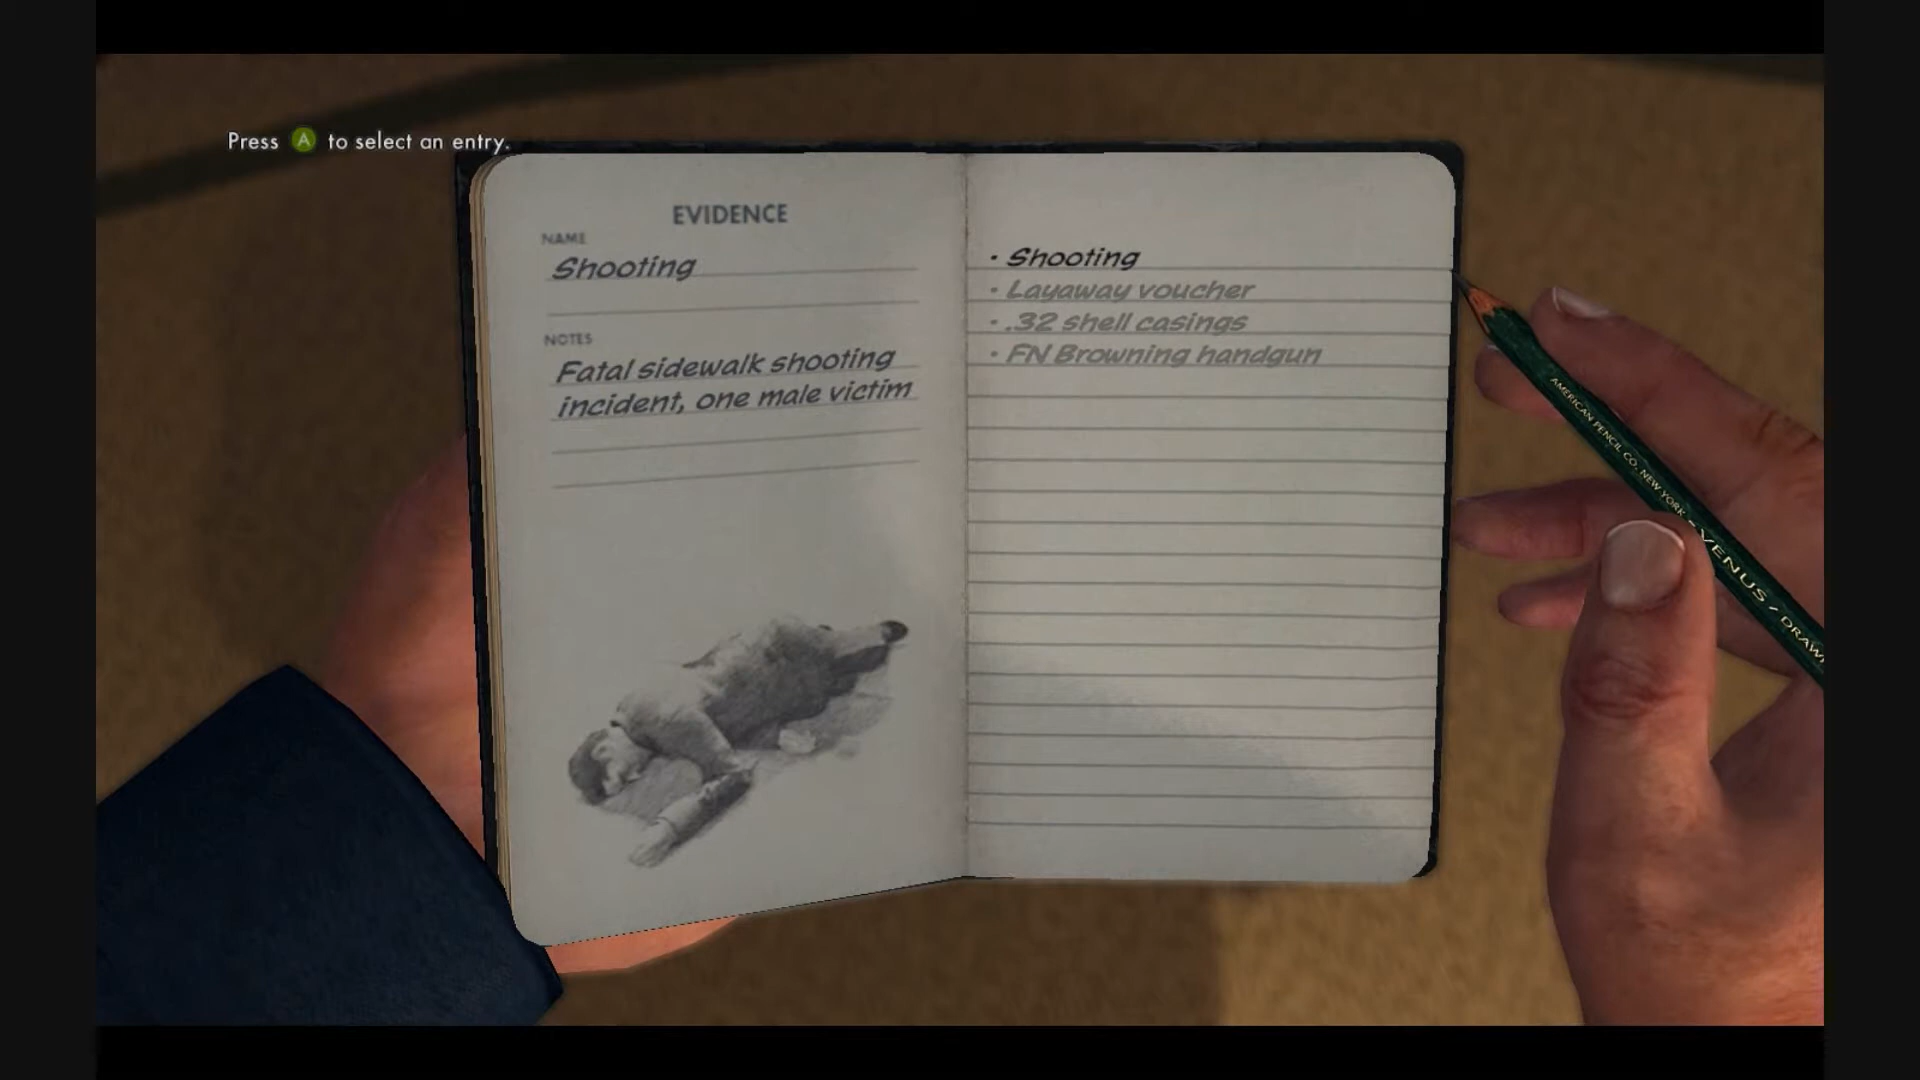 Press A to select an entry.
EVIDENCE
NAME
Shooting
NOTES
Fatal sidewalk shooting
incident, one male victim
• Shooting
• Layaway voucher
• .32 shell casings
• FN Browning handgun
AMERICAN PENCIL CO. NEW YORK VENUS / DRAW